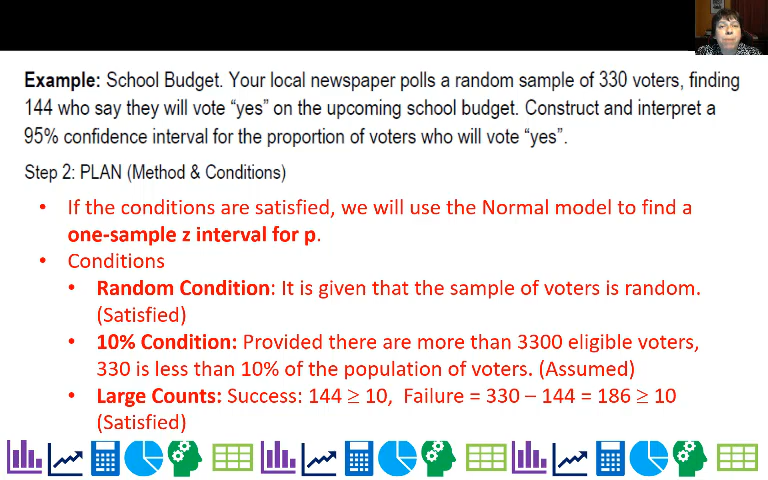 Example: School Budget. Your local newspaper polls a random sample of 330 voters, finding
144 who say they will vote “yes” on the upcoming school budget. Construct and interpret a
95% confidence interval for the proportion of voters who will vote “yes”.
Step 2: PLAN (Method & Conditions)
• If the conditions are satisfied, we will use the Normal model to find a
one-sample z interval for p.
• Conditions
• Random Condition: It is given that the sample of voters is random.
(Satisfied)
• 10% Condition: Provided there are more than 3300 eligible voters,
330 is less than 10% of the population of voters. (Assumed)
• Large Counts: Success: 144 ≥ 10, Failure = 330 – 144 = 186 ≥ 10
(Satisfied)